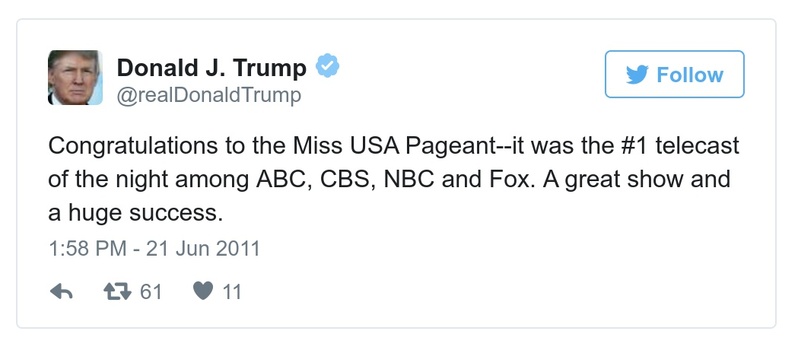 Donald J. Trump
@realDonaldTrump
Follow
Congratulations to the Miss USA Pageant--it was the #1 telecast
of the night among ABC, CBS, NBC and Fox. A great show and
a huge success.
1:58 PM - 21 Jun 2011
61 11